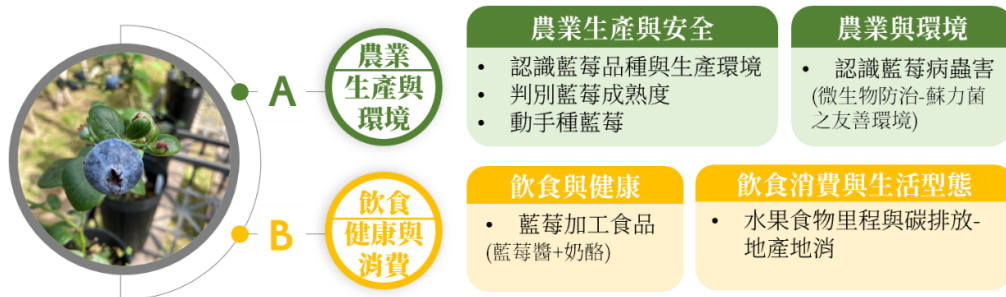 A
農業
生產與
環境
農業生產與安全
• 認識藍莓品種與生產環境
• 判別藍莓成熟度
• 動手種藍莓
農業與環境
• 認識藍莓病蟲害
(微生物防治-蘇力菌
之友善環境)
B
飲食
健康與
消費
飲食與健康
• 藍莓加工食品
(藍莓醬+奶酪)
飲食消費與生活型態
• 水果食物里程與碳排放-
地產地消